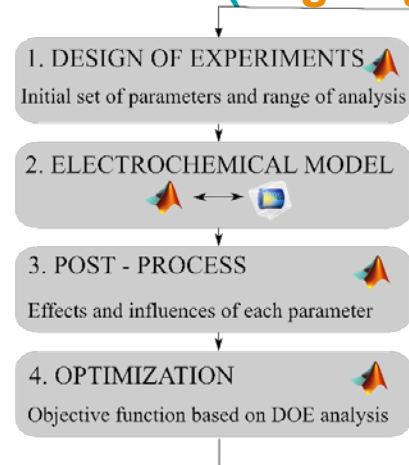 1. DESIGN OF EXPERIMENTS
Initial set of parameters and range of analysis
2. ELECTROCHEMICAL MODEL
3. POST - PROCESS
Effects and influences of each parameter
4. OPTIMIZATION
Objective function based on DOE analysis